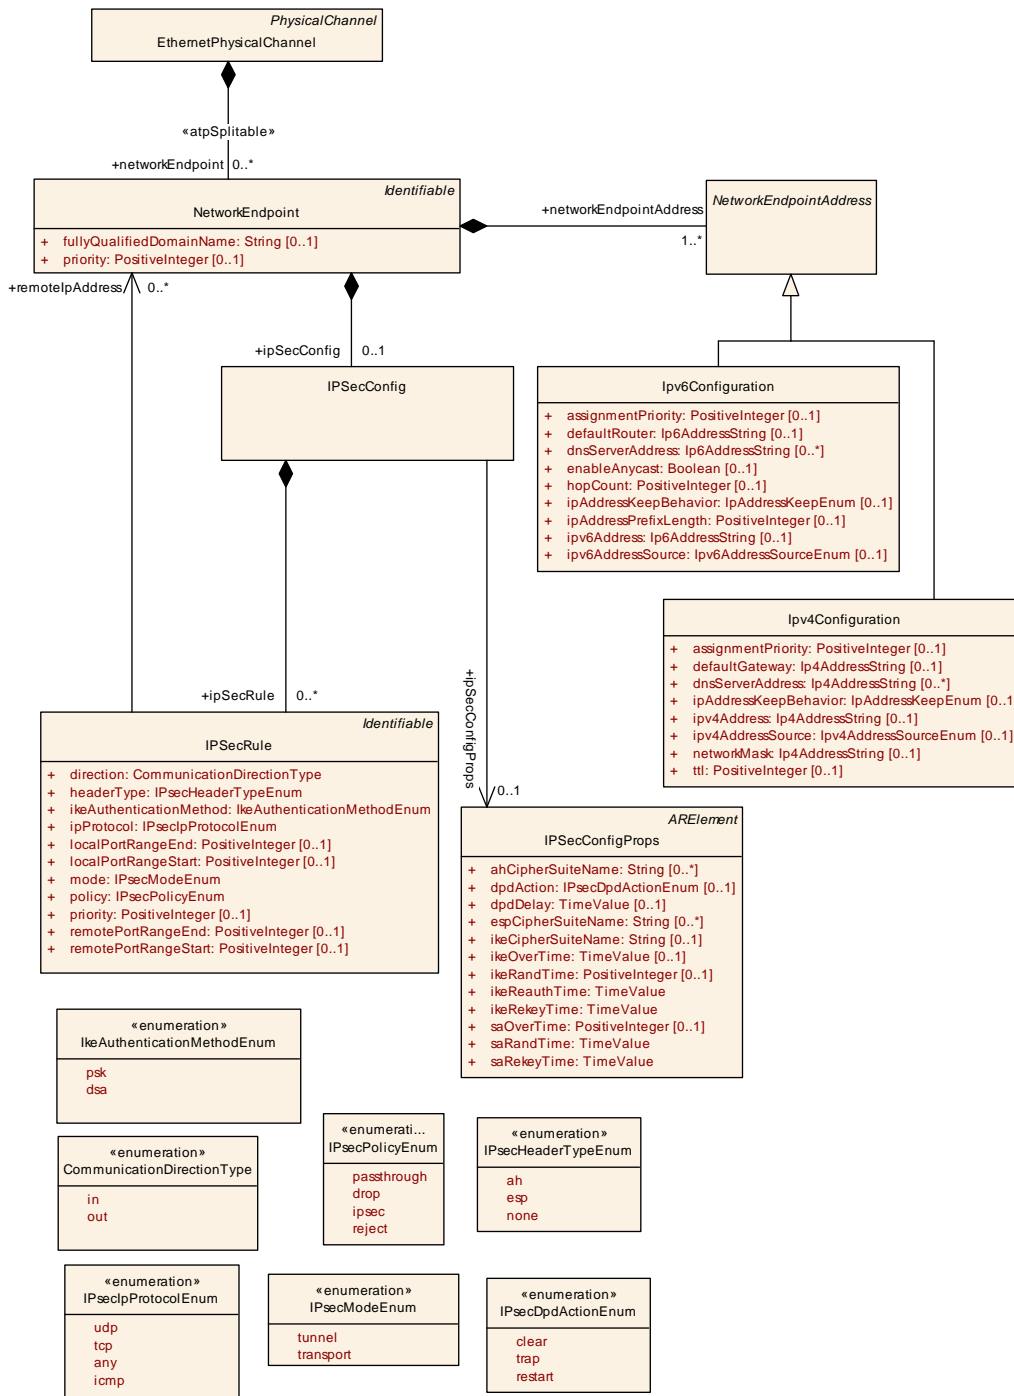 PhysicalChannel
EthernetPhysicalChannel
«atpSplitable»
+networkEndpoint 0..*
Identifiable
NetworkEndpoint
+ fullyQualifiedDomainName: String [0..1]
+ priority: PositiveInteger [0..1]
+networkEndpointAddress
1..*
NetworkEndpointAddress
+remoteIpAddress 0..*
+ipSecConfig 0..1
IPSecConfig
Ipv6Configuration
+ assignmentPriority: PositiveInteger [0..1]
+ defaultRouter: Ip6AddressString [0..1]
+ dnsServerAddress: Ip6AddressString [0..*]
+ enableAnycast: Boolean [0..1]
+ hopCount: PositiveInteger [0..1]
+ ipAddressKeepBehavior: IpAddressKeepEnum [0..1]
+ ipAddressPrefixLength: PositiveInteger [0..1]
+ ipv6Address: Ip6AddressString [0..1]
+ ipv6AddressSource: Ipv6AddressSourceEnum [0..1]
Ipv4Configuration
+ assignmentPriority: PositiveInteger [0..1]
+ defaultGateway: Ip4AddressString [0..1]
+ dnsServerAddress: Ip4AddressString [0..*]
+ ipAddressKeepBehavior: IpAddressKeepEnum [0..1
+ ipv4Address: Ip4AddressString [0..1]
+ ipv4AddressSource: Ipv4AddressSourceEnum [0..1]
+ networkMask: Ip4AddressString [0..1]
+ ttl: PositiveInteger [0..1]
+ipSecRule 0..*
+ipSecConfigProps
0..1
Identifiable
IPSecRule
+ direction: CommunicationDirectionType
+ headerType: IPsecHeaderTypeEnum
+ ikeAuthenticationMethod: IkeAuthenticationMethodEnum
+ ipProtocol: IPsecIpProtocolEnum
+ localPortRangeEnd: PositiveInteger [0..1]
+ localPortRangeStart: PositiveInteger [0..1]
+ mode: IPsecModeEnum
+ policy: IPsecPolicyEnum
+ priority: PositiveInteger [0..1]
+ remotePortRangeEnd: PositiveInteger [0..1]
+ remotePortRangeStart: PositiveInteger [0..1]
ARElement
IPSecConfigProps
+ ahCipherSuiteName: String [0..*]
+ dpdAction: IPsecDpdActionEnum [0..1]
+ dpdDelay: TimeValue [0..1]
+ espCipherSuiteName: String [0..*]
+ ikeCipherSuiteName: String [0..1]
+ ikeOverTime: TimeValue [0..1]
+ ikeRandTime: PositiveInteger [0..1]
+ ikeReauthTime: TimeValue
+ ikeRekeyTime: TimeValue
+ saOverTime: PositiveInteger [0..1]
+ saRandTime: TimeValue
+ saRekeyTime: TimeValue
«enumeration»
IkeAuthenticationMethodEnum
psk
dsa
«enumerati...
IPsecPolicyEnum
passthrough
drop
ipsec
reject
«enumeration»
IPsecHeaderTypeEnum
ah
esp
none
«enumeration»
CommunicationDirectionType
in
out
«enumeration»
IPsecIpProtocolEnum
udp
tcp
any
icmp
«enumeration»
IPsecModeEnum
tunnel
transport
«enumeration»
IPsecDpdActionEnum
clear
trap
restart